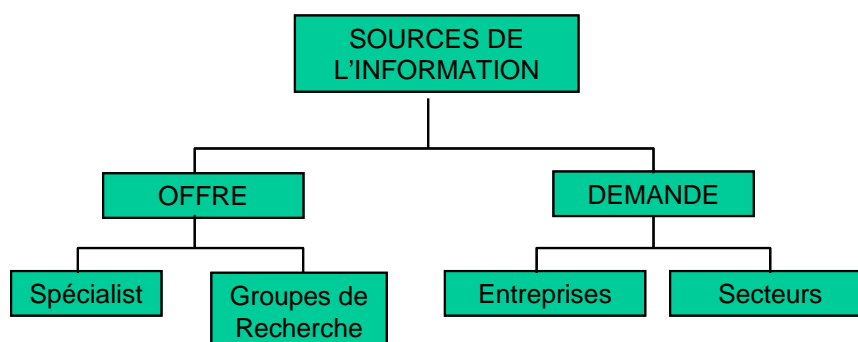 SOURCES DE
L'INFORMATION
OFFRE
DEMANDE
Spécialist
Groupes de
Recherche
Entreprises
Secteurs